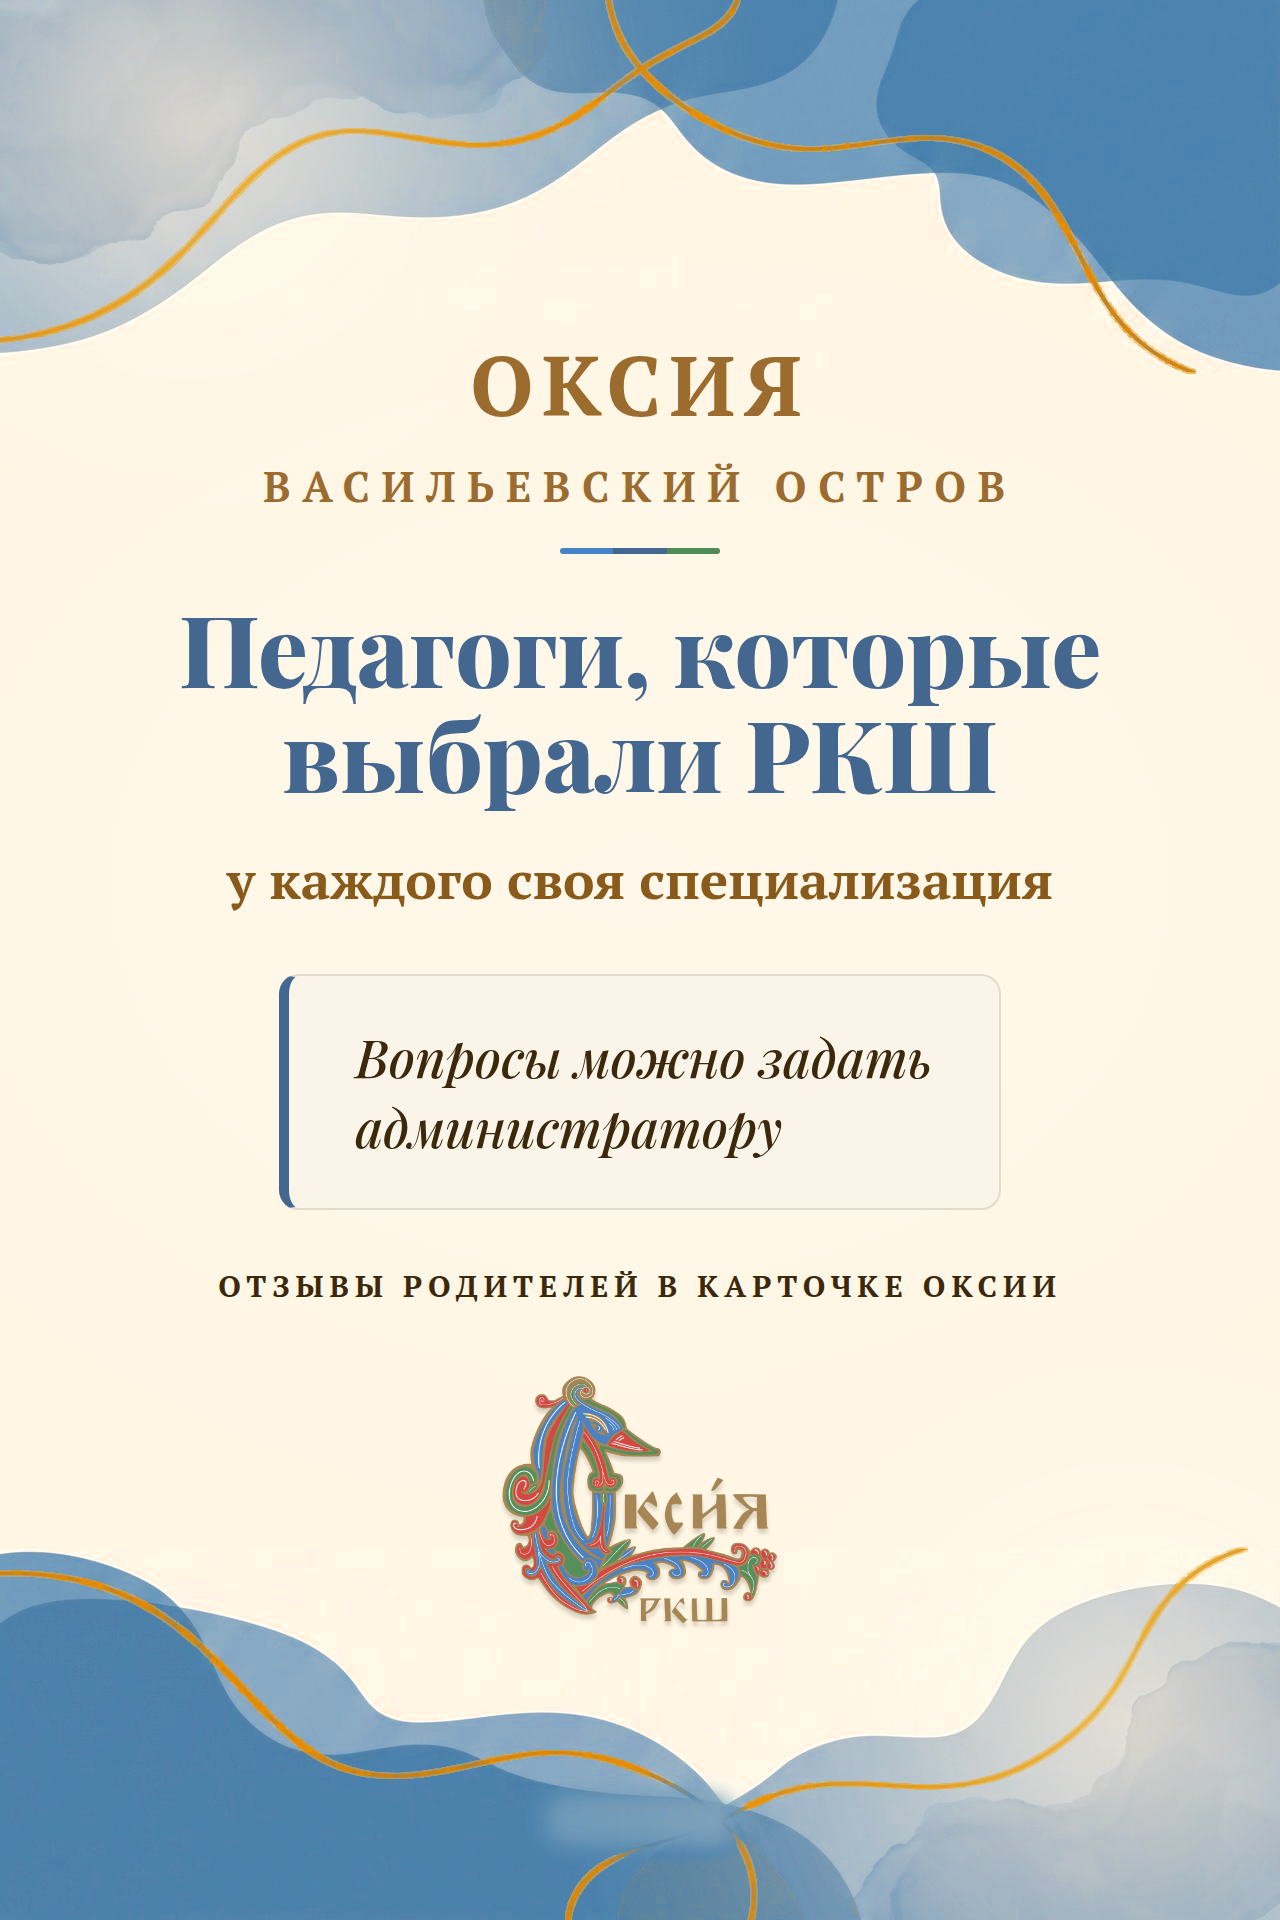 ОКСИЯ
ВАСИЛЬЕВСКИЙ ОСТРОВ
Педагоги, которые
выбрали РКШ
у каждого своя специализация
Вопросы можно задать
администратору
ОТЗЫВЫ РОДИТЕЛЕЙ В КАРТОЧКЕ ОКСИИ
Окси́я
РКШ